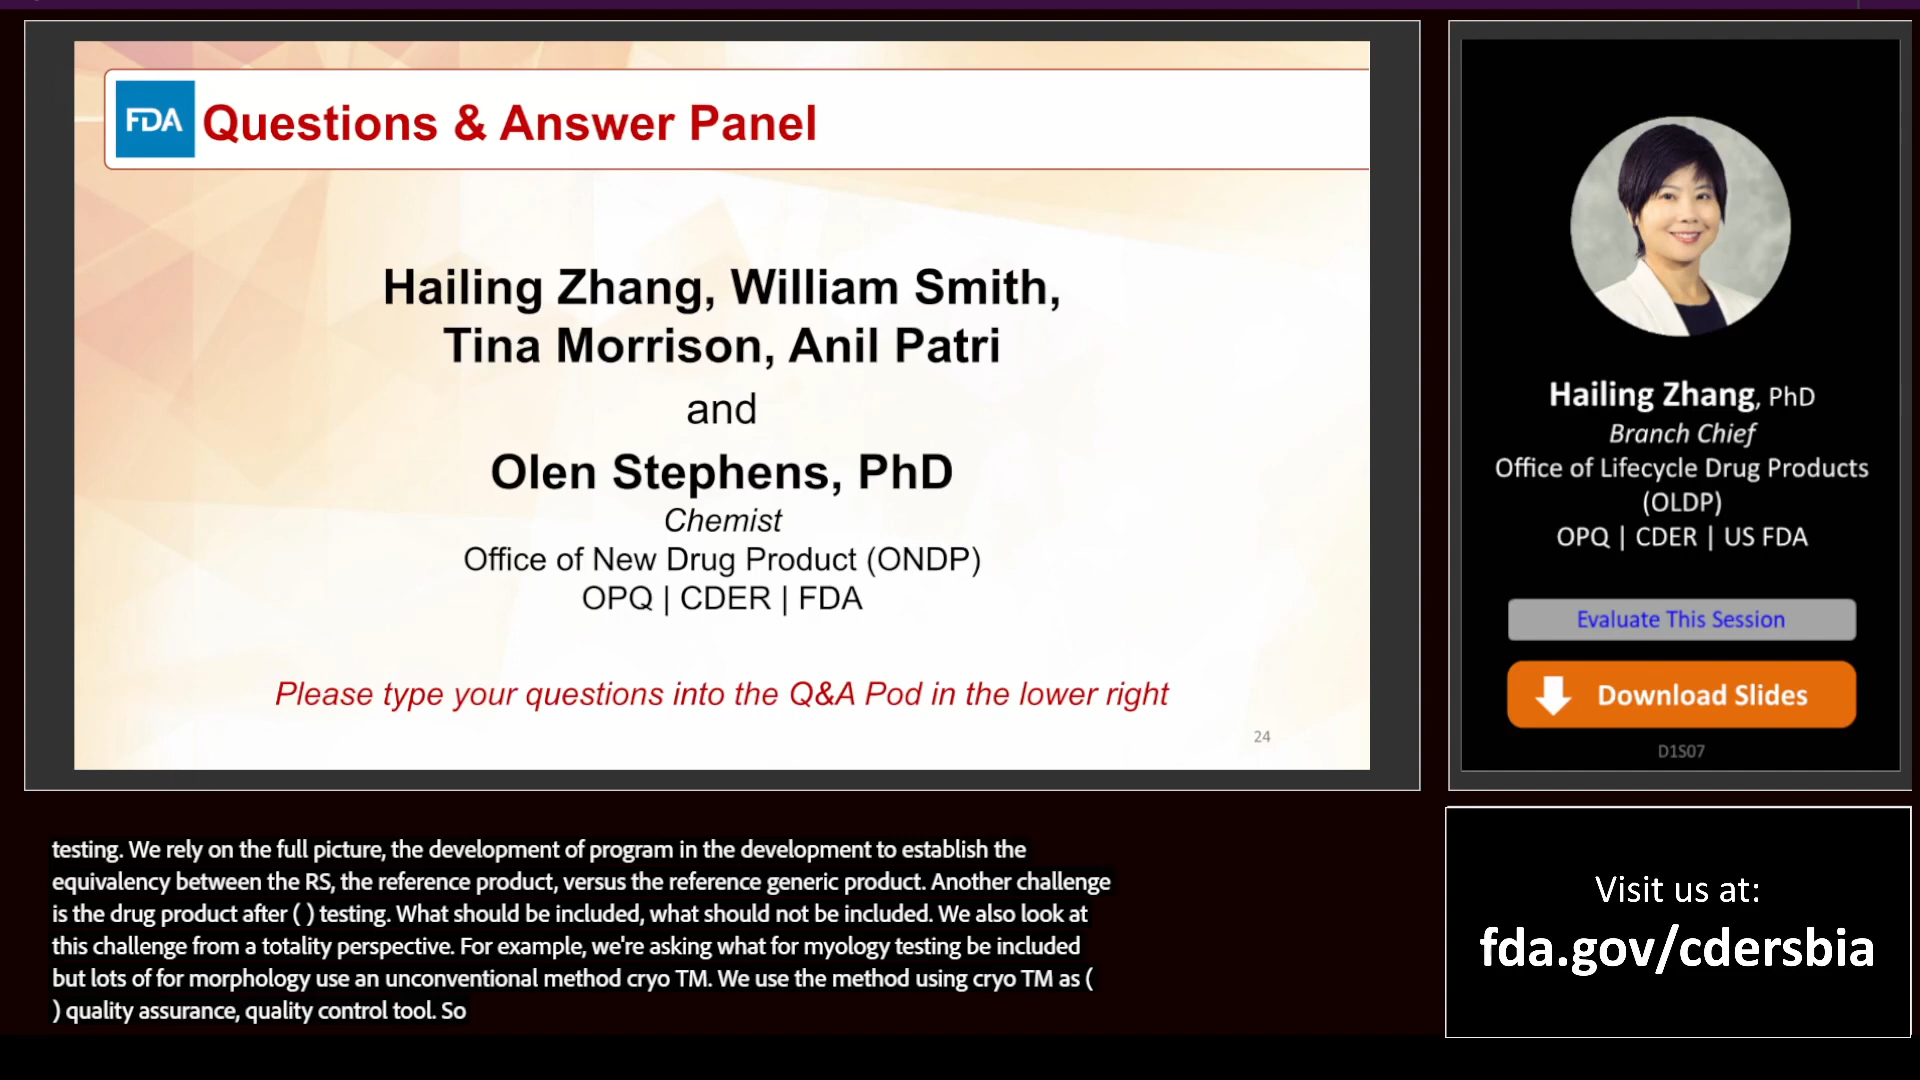 FDA
Questions & Answer Panel
Hailing Zhang, William Smith,
Tina Morrison, Anil Patri
and
Olen Stephens, PhD
Chemist
Office of New Drug Product (ONDP)
OPQ | CDER | FDA
Please type your questions into the Q&A Pod in the lower right
24
Hailing Zhang, PhD
Branch Chief
Office of Lifecycle Drug Products
(OLDP)
OPQ | CDER | US FDA
Evaluate This Session
Download Slides
D1S07
testing. We rely on the full picture, the development of program in the development to establish the
equivalency between the RS, the reference product, versus the reference generic product. Another challenge
is the drug product after ( ) testing. What should be included, what should not be included. We also look at
this challenge from a totality perspective. For example, we're asking what for myology testing be included
but lots of for morphology use an unconventional method cryo TM. We use the method using cryo TM as (
) quality assurance, quality control tool. So
Visit us at:
fda.gov/cdersbia